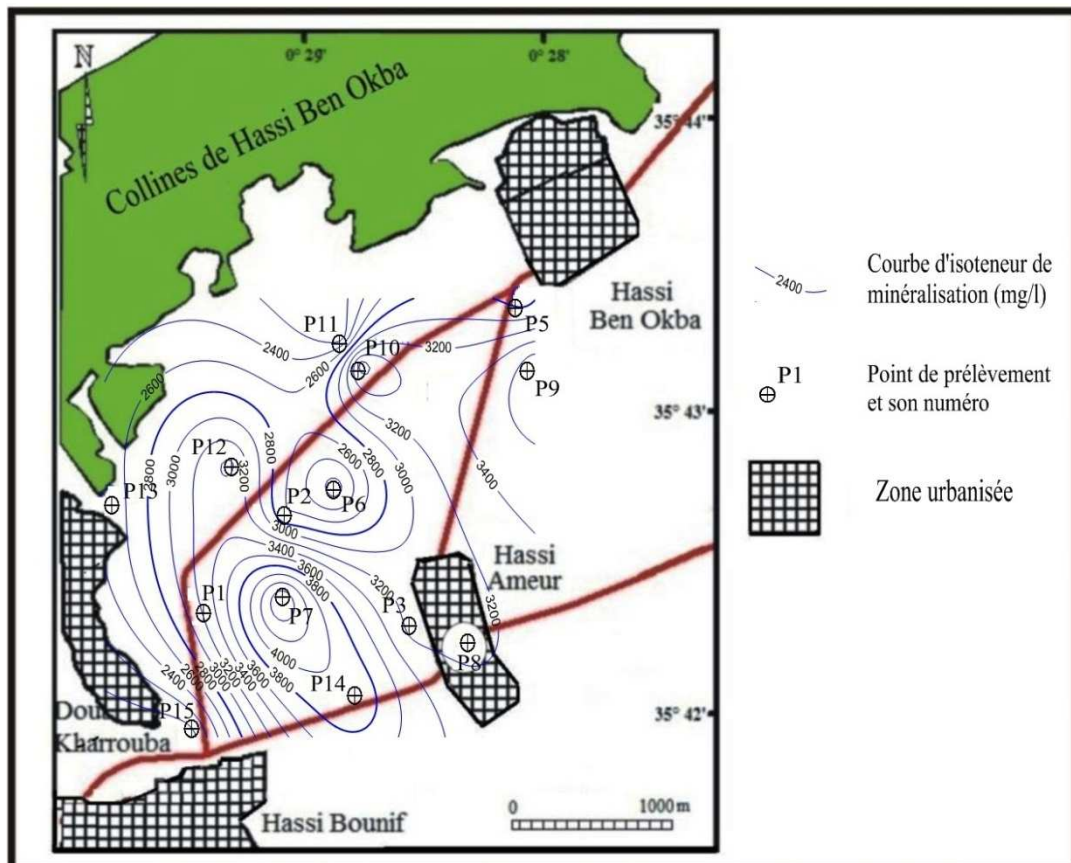 N
0° 29'
0° 28'
35° 44'
Collines de Hassi Ben Okba
Hassi
Ben Okba
P11
P5
2400
3200
P10
2600
2600
P9
35° 43'
3200
2800
P12
2800
2600
2800
3000
3000
3200
3400
P13
P2
P6
3000
3400
3600
3800
Hassi
Ameur
3200
3200
P1
P7
P3
P8
4000
3800
P14
2400
2600
2800
3000
3200
3400
3600
P15
35° 42'
Kharrouba
Hassi Bounif
0
1000 m
2400
Courbe d'isoteneur de
minéralisation (mg/l)
P1
Point de prélèvement
et son numéro
Zone urbanisée